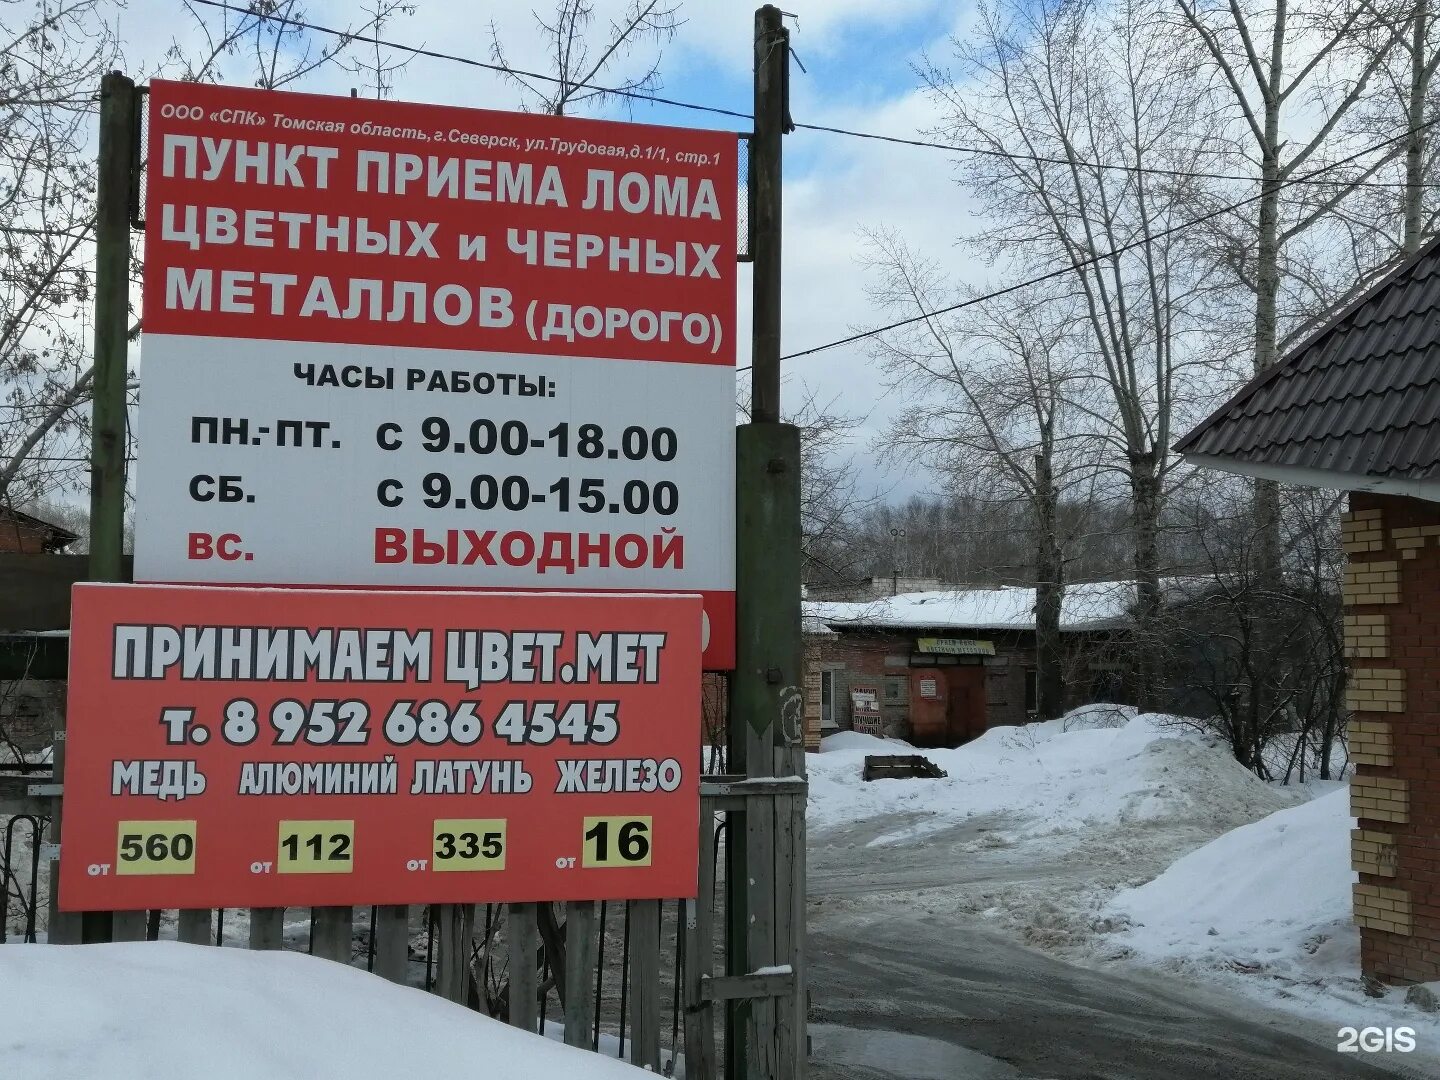 ООО «СПК» Томская область, г.Северск, ул.Трудовая,д.1/1, стр.1
ПУНКТ ПРИЕМА ЛОМА
ЦВЕТНЫХ и ЧЕРНЫХ
МЕТАЛЛОВ (ДОРОГО)
ЧАСЫ РАБОТЫ:
ПН.-ПТ. С 9.00-18.00
СБ. С 9.00-15.00
ВС. ВЫХОДНОЙ
ПРИНИМАЕМ ЦВЕТ.МЕТ
т. 8 952 686 4545
МЕДЬ АЛЮМИНИЙ ЛАТУНЬ ЖЕЛЕЗО
от 560 от 112 от 335 от 16
2GIS